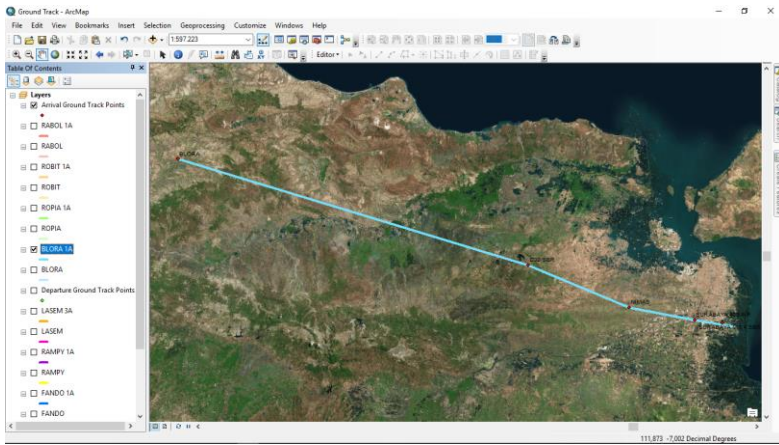 Ground Track - ArcMap
File Edit View Bookmarks Insert Selection Geoprocessing Customize Windows Help
1:597.223
Editor
Table Of Contents
Layers
Arrival Ground Track Points
RABOL 1A
RABOL
ROBIT 1A
ROBIT
ROPIA 1A
ROPIA
BLORA 1A
BLORA
Departure Ground Track Points
LASEM 3A
LASEM
RAMPY 1A
RAMPY
FANDO 1A
FANDO
BLORA
111,873 -7,002 Decimal Degrees